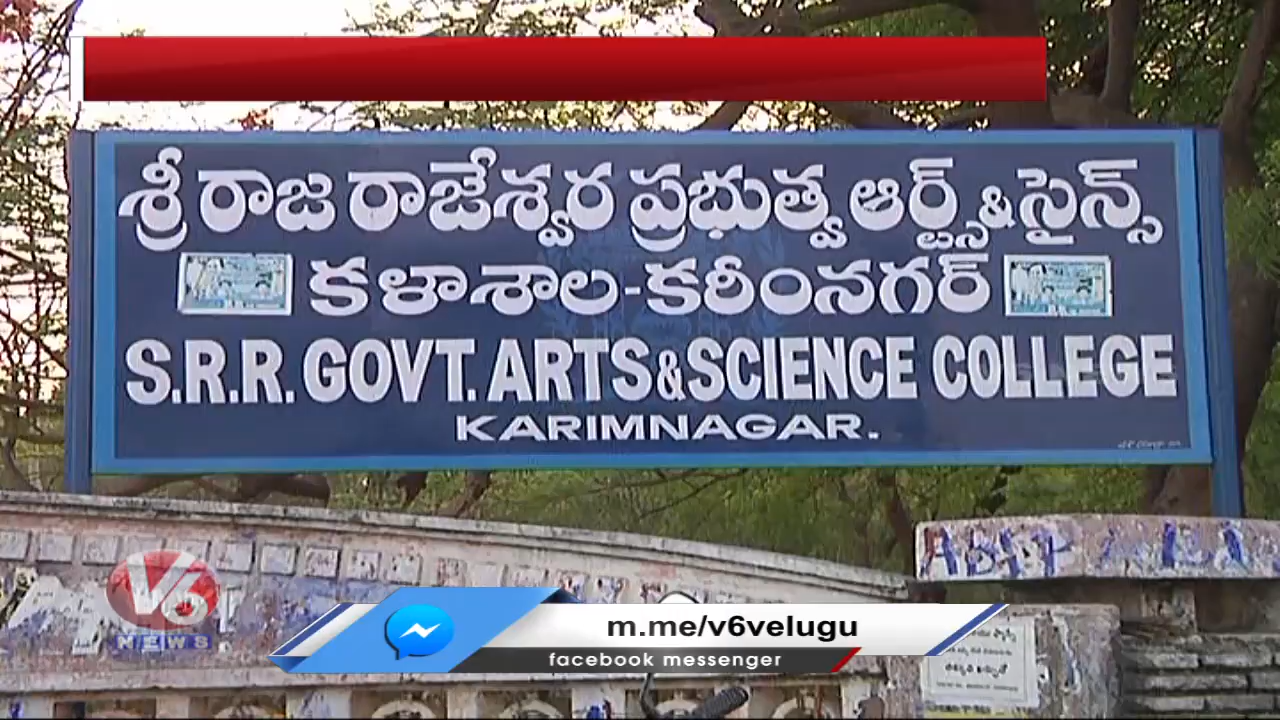 శ్రీ రాజ రాజేశ్వర ప్రభుత్వ ఆర్ట్స్ & సైన్స్
కళాశాల-కరీంనగర్
S.R.R. GOVT. ARTS & SCIENCE COLLEGE
KARIMNAGAR.
V6
NEWS
m.me/v6velugu
facebook messenger